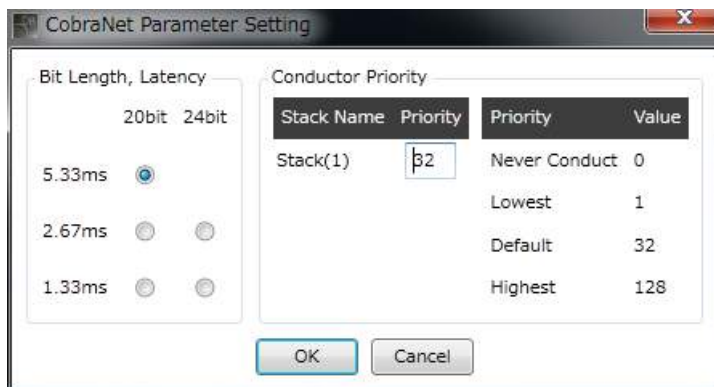 CobraNet Parameter Setting
Bit Length, Latency
20bit 24bit
5.33ms
2.67ms
1.33ms
Conductor Priority
Stack Name Priority
Stack(1) 32
Priority Value
Never Conduct 0
Lowest 1
Default 32
Highest 128
OK Cancel